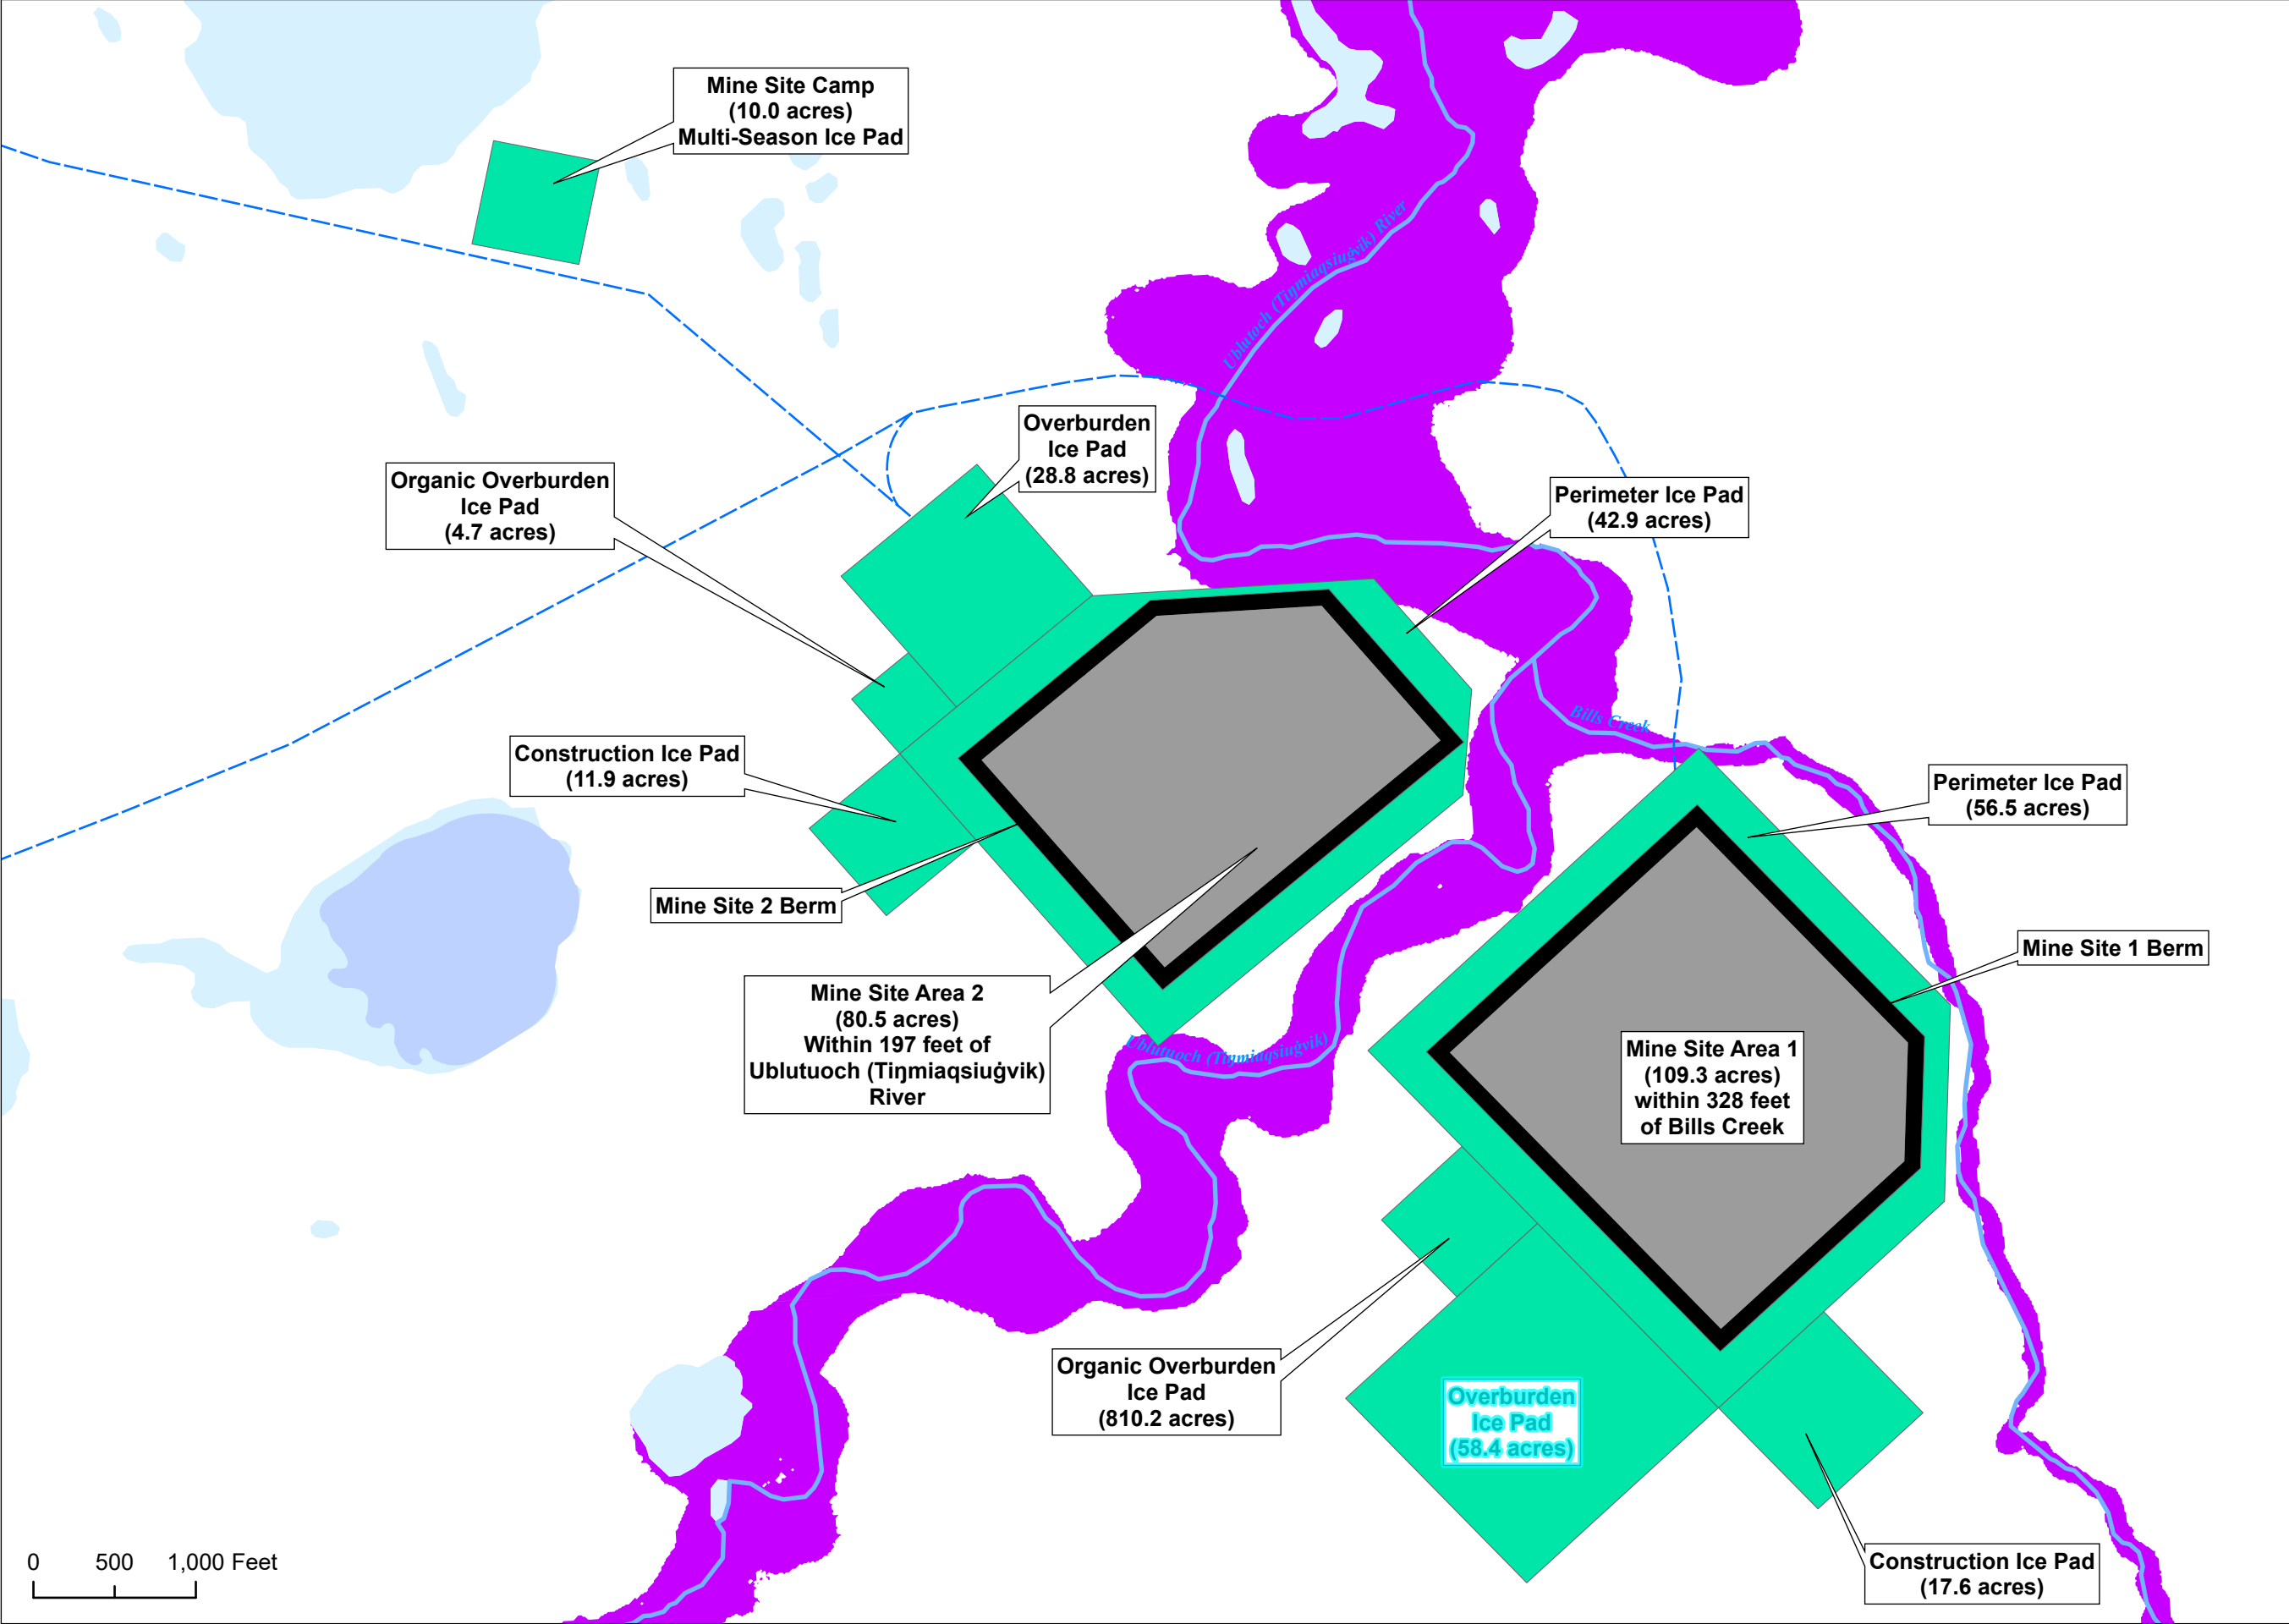 Mine Site Camp
(10.0 acres)
Multi-Season Ice Pad
Ublutoch (Tiŋmiaqsiuġvik) River
Overburden
Ice Pad
(28.8 acres)
Organic Overburden
Ice Pad
(4.7 acres)
Perimeter Ice Pad
(42.9 acres)
Bills Creek
Construction Ice Pad
(11.9 acres)
Perimeter Ice Pad
(56.5 acres)
Mine Site 2 Berm
Mine Site 1 Berm
Mine Site Area 2
(80.5 acres)
Within 197 feet of
Ublutuoch (Tiŋmiaqsiuġvik)
River
Ublutuoch (Tiŋmiaqsiuġvik)
Mine Site Area 1
(109.3 acres)
within 328 feet
of Bills Creek
Organic Overburden
Ice Pad
(810.2 acres)
Overburden
Ice Pad
(58.4 acres)
Construction Ice Pad
(17.6 acres)
0 500 1,000 Feet